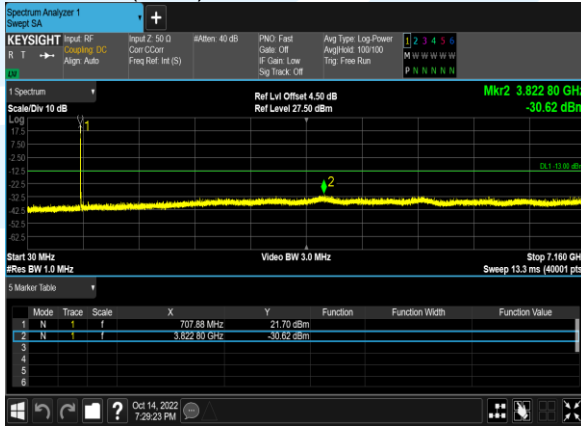 Spectrum Analyzer 1
Swept SA
KEYSIGHT Input: RF Input Z: 50 Ω #Atten: 40 dB PNO: Fast Avg Type: Log-Power 1 2 3 4 5 6
R T Coupling: DC Corr CCorr Gate: Off Avg|Hold: 100/100 M W W W W W
Align: Auto Freq Ref: Int (S) IF Gain: Low Trig: Free Run
Sig Track: Off P N N N N N
1 Spectrum Ref Lvl Offset 4.50 dB Mkr2 3.822 80 GHz
Scale/Div 10 dB Ref Level 27.50 dBm -30.62 dBm
Log
17.5
7.50
-2.50
-12.5
-22.5
-32.5
-42.5
-52.5
-62.5
1
2
DL1 -13.00 dBm
Start 30 MHz Video BW 3.0 MHz Stop 7.160 GH
#Res BW 1.0 MHz Sweep 13.3 ms (40001 pts
5 Marker Table
Mode Trace Scale X Y Function Function Width Function Value
1 N 1 f 707.88 MHz 21.70 dBm
2 N 1 f 3.822 80 GHz -30.62 dBm
3
4
5
6
? Oct 14, 2022
7:29:23 PM